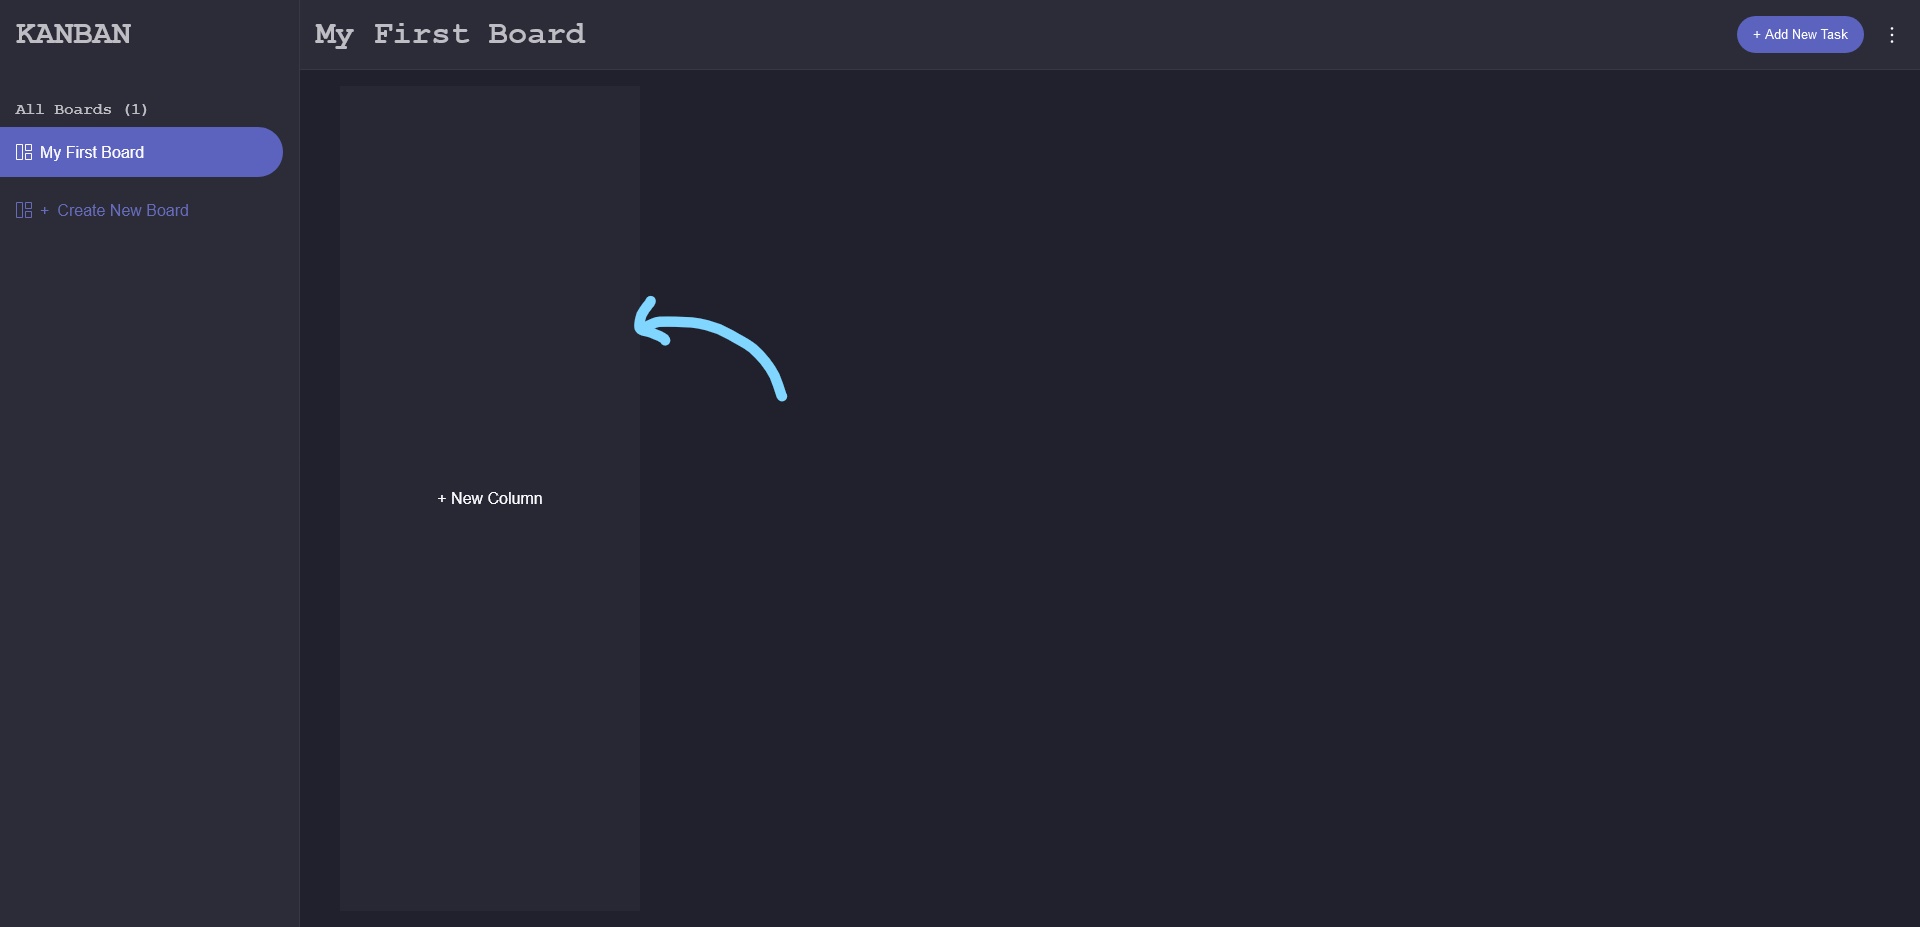 KANBAN
My First Board
+ Add New Task
All Boards (1)
My First Board
+ Create New Board
+ New Column